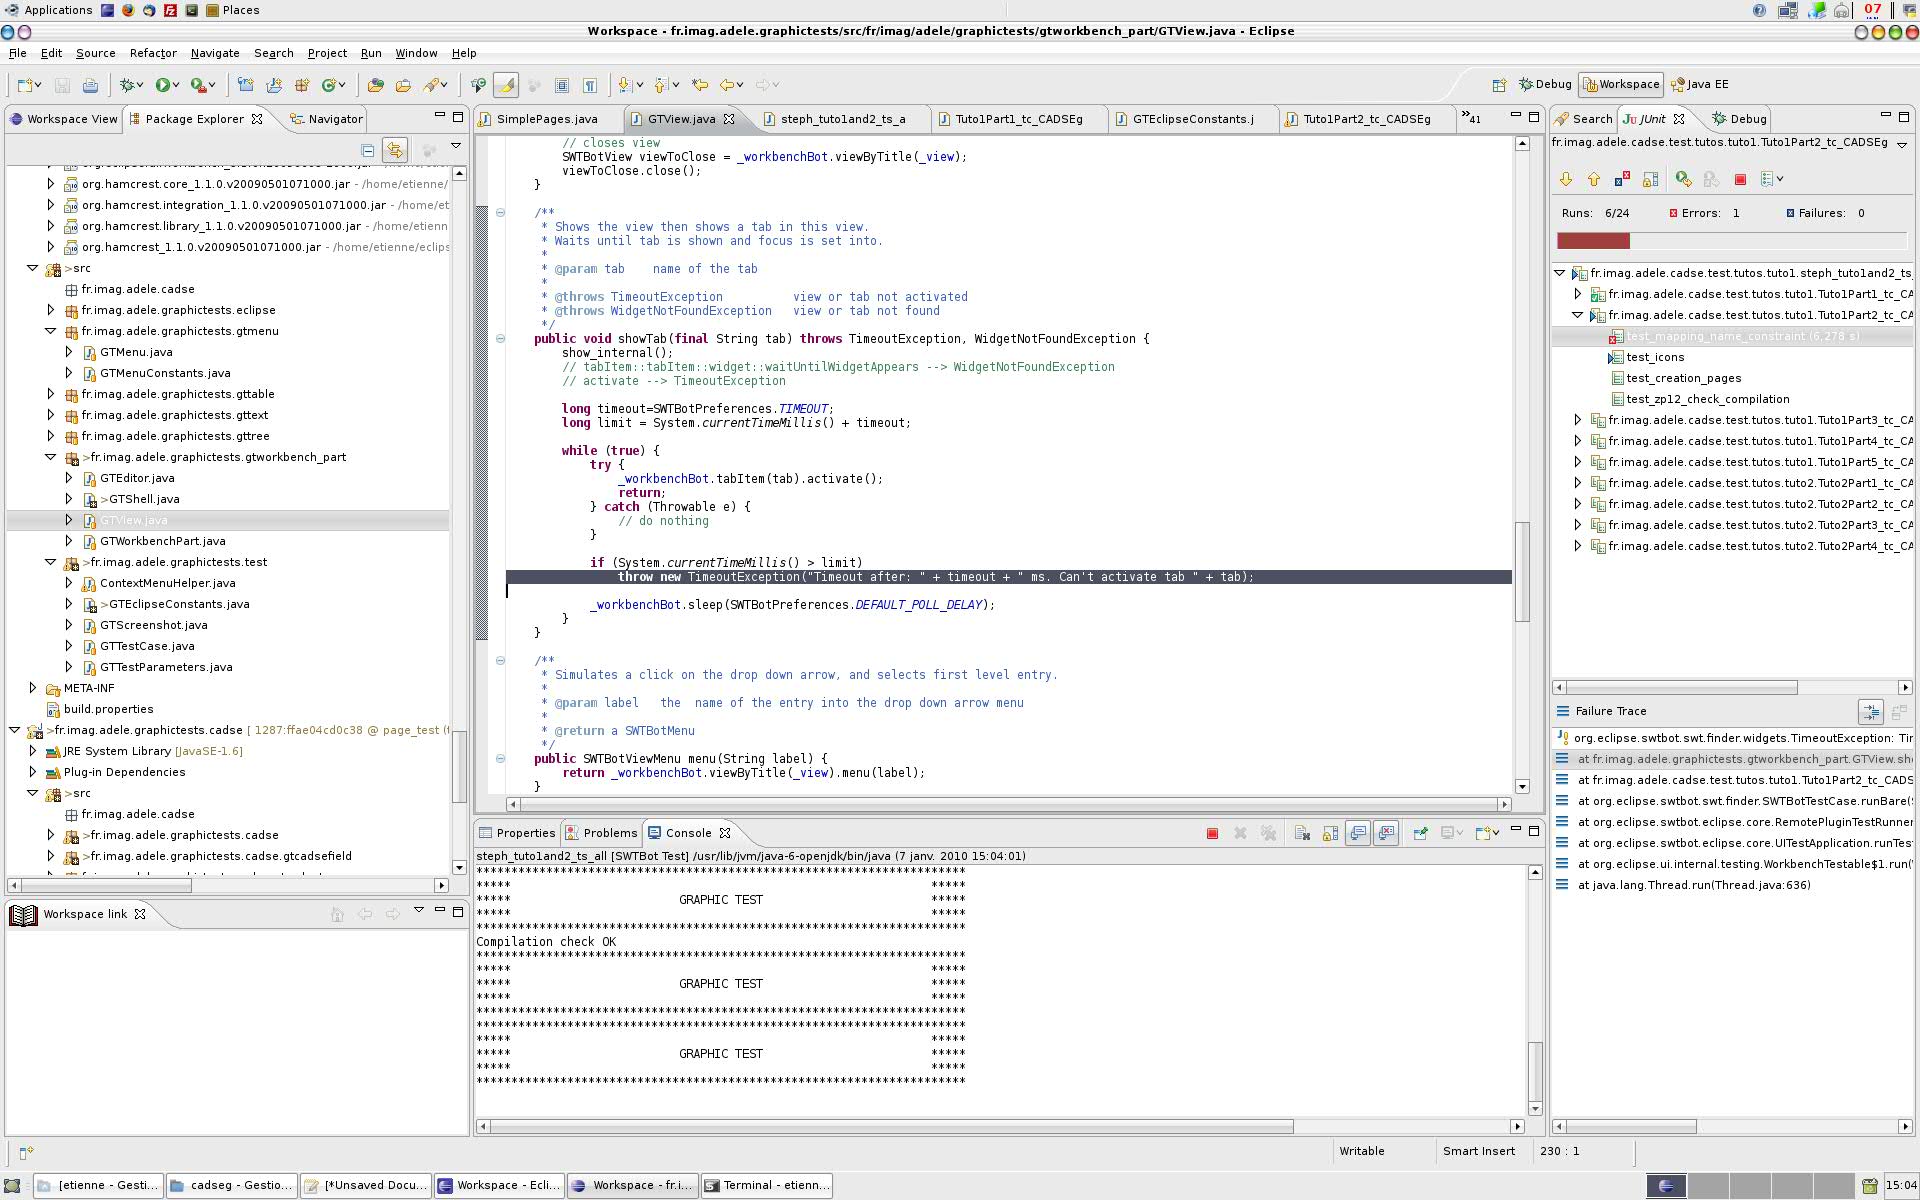 Applications Places
07
Workspace - fr.imag.adele.graphictests/src/fr/imag/adele/graphictests/gtworkbench_part/GTView.java - Eclipse
File Edit Source Refactor Navigate Search Project Run Window Help
Debug Workspace Java EE
Workspace View Package Explorer Navigator
org.hamcrest.core_1.1.0.v20090501071000.jar - /home/etienne/
org.hamcrest.integration_1.1.0.v20090501071000.jar - /home/et
org.hamcrest.library_1.1.0.v20090501071000.jar - /home/etienn
org.hamcrest_1.1.0.v20090501071000.jar - /home/etienne/eclips
>src
fr.imag.adele.cadse
fr.imag.adele.graphictests.eclipse
fr.imag.adele.graphictests.gtmenu
GTMenu.java
GTMenuConstants.java
fr.imag.adele.graphictests.gttable
fr.imag.adele.graphictests.gttext
fr.imag.adele.graphictests.gttree
>fr.imag.adele.graphictests.gtworkbench_part
GTEditor.java
>GTShell.java
GTView.java
GTWorkbenchPart.java
>fr.imag.adele.graphictests.test
ContextMenuHelper.java
>GTEclipseConstants.java
GTScreenshot.java
GTTestCase.java
GTTestParameters.java
META-INF
build.properties
>fr.imag.adele.graphictests.cadse [ 1287:ffae04cd0c38 @ page_test (t
JRE System Library [JavaSE-1.6]
Plug-in Dependencies
>src
fr.imag.adele.cadse
>fr.imag.adele.graphictests.cadse
>fr.imag.adele.graphictests.cadse.gtcadsefield
Workspace link
SimplePages.java GTView.java steph_tuto1and2_ts_a Tuto1Part1_tc_CADSEg GTEclipseConstants.j Tuto1Part2_tc_CADSEg »41
// closes view
SWTBotView viewToClose = _workbenchBot.viewByTitle(_view);
viewToClose.close();
}
/**
* Shows the view then shows a tab in this view.
* Waits until tab is shown and focus is set into.
*
* @param tab    name of the tab
*
* @throws TimeoutException          view or tab not activated
* @throws WidgetNotFoundException   view or tab not found
*/
public void showTab(final String tab) throws TimeoutException, WidgetNotFoundException {
show_internal();
// tabItem::tabItem::widget::waitUntilWidgetAppears --> WidgetNotFoundException
// activate --> TimeoutException
long timeout=SWTBotPreferences.TIMEOUT;
long limit = System.currentTimeMillis() + timeout;
while (true) {
try {
_workbenchBot.tabItem(tab).activate();
return;
} catch (Throwable e) {
// do nothing
}
if (System.currentTimeMillis() > limit)
throw new TimeoutException("Timeout after: " + timeout + " ms. Can't activate tab " + tab);
_workbenchBot.sleep(SWTBotPreferences.DEFAULT_POLL_DELAY);
}
}
/**
* Simulates a click on the drop down arrow, and selects first level entry.
*
* @param label   the  name of the entry into the drop down arrow menu
*
* @return a SWTBotMenu
*/
public SWTBotViewMenu menu(String label) {
return _workbenchBot.viewByTitle(_view).menu(label);
}
Properties Problems Console
steph_tuto1and2_ts_all [SWTBot Test] /usr/lib/jvm/java-6-openjdk/bin/java (7 janv. 2010 15:04:01)
**********************************************************************
***** *****
***** GRAPHIC TEST *****
***** *****
**********************************************************************
Compilation check OK
**********************************************************************
***** *****
***** GRAPHIC TEST *****
***** *****
**********************************************************************
**********************************************************************
***** *****
***** GRAPHIC TEST *****
***** *****
**********************************************************************
Search JUnit Debug
fr.imag.adele.cadse.test.tutos.tuto1.Tuto1Part2_tc_CADSEg
Runs: 6/24 Errors: 1 Failures: 0
fr.imag.adele.cadse.test.tutos.tuto1.steph_tuto1and2_ts_
fr.imag.adele.cadse.test.tutos.tuto1.Tuto1Part1_tc_CA
fr.imag.adele.cadse.test.tutos.tuto1.Tuto1Part2_tc_CA
test_mapping_name_constraint (6,278 s)
test_icons
test_creation_pages
test_zp12_check_compilation
fr.imag.adele.cadse.test.tutos.tuto1.Tuto1Part3_tc_CA
fr.imag.adele.cadse.test.tutos.tuto1.Tuto1Part4_tc_CA
fr.imag.adele.cadse.test.tutos.tuto1.Tuto1Part5_tc_CA
fr.imag.adele.cadse.test.tutos.tuto2.Tuto2Part1_tc_CA
fr.imag.adele.cadse.test.tutos.tuto2.Tuto2Part2_tc_CA
fr.imag.adele.cadse.test.tutos.tuto2.Tuto2Part3_tc_CA
fr.imag.adele.cadse.test.tutos.tuto2.Tuto2Part4_tc_CA
Failure Trace
org.eclipse.swtbot.swt.finder.widgets.TimeoutException: Tir
at fr.imag.adele.graphictests.gtworkbench_part.GTView.sh
at fr.imag.adele.cadse.test.tutos.tuto1.Tuto1Part2_tc_CADS
at org.eclipse.swtbot.swt.finder.SWTBotTestCase.runBare(
at org.eclipse.swtbot.eclipse.core.RemotePluginTestRunner
at org.eclipse.swtbot.eclipse.core.UITestApplication.runTes
at org.eclipse.ui.internal.testing.WorkbenchTestable$1.run(
at java.lang.Thread.run(Thread.java:636)
Writable Smart Insert 230 : 1
[etienne - Gesti... cadseg - Gestio... [*Unsaved Docu... Workspace - Ecli... Workspace - fr.i... Terminal - etienn... 15:04